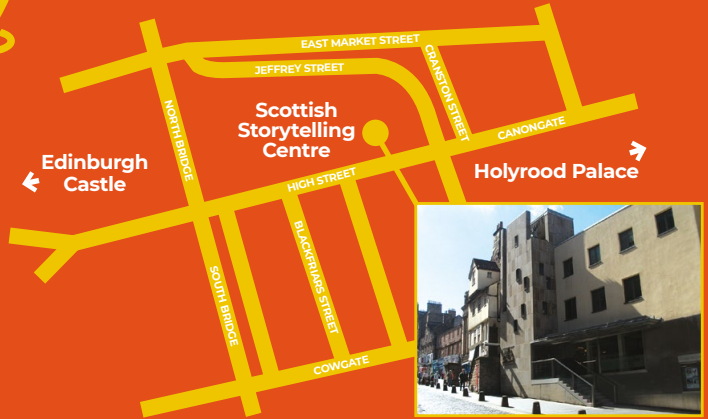 EAST MARKET STREET
JEFFREY STREET
CRANSTON STREET
NORTH BRIDGE
Scottish
Storytelling
Centre
CANONGATE
Edinburgh
Castle
Holyrood Palace
HIGH STREET
BLACKFRIARS STREET
SOUTH BRIDGE
COWGATE